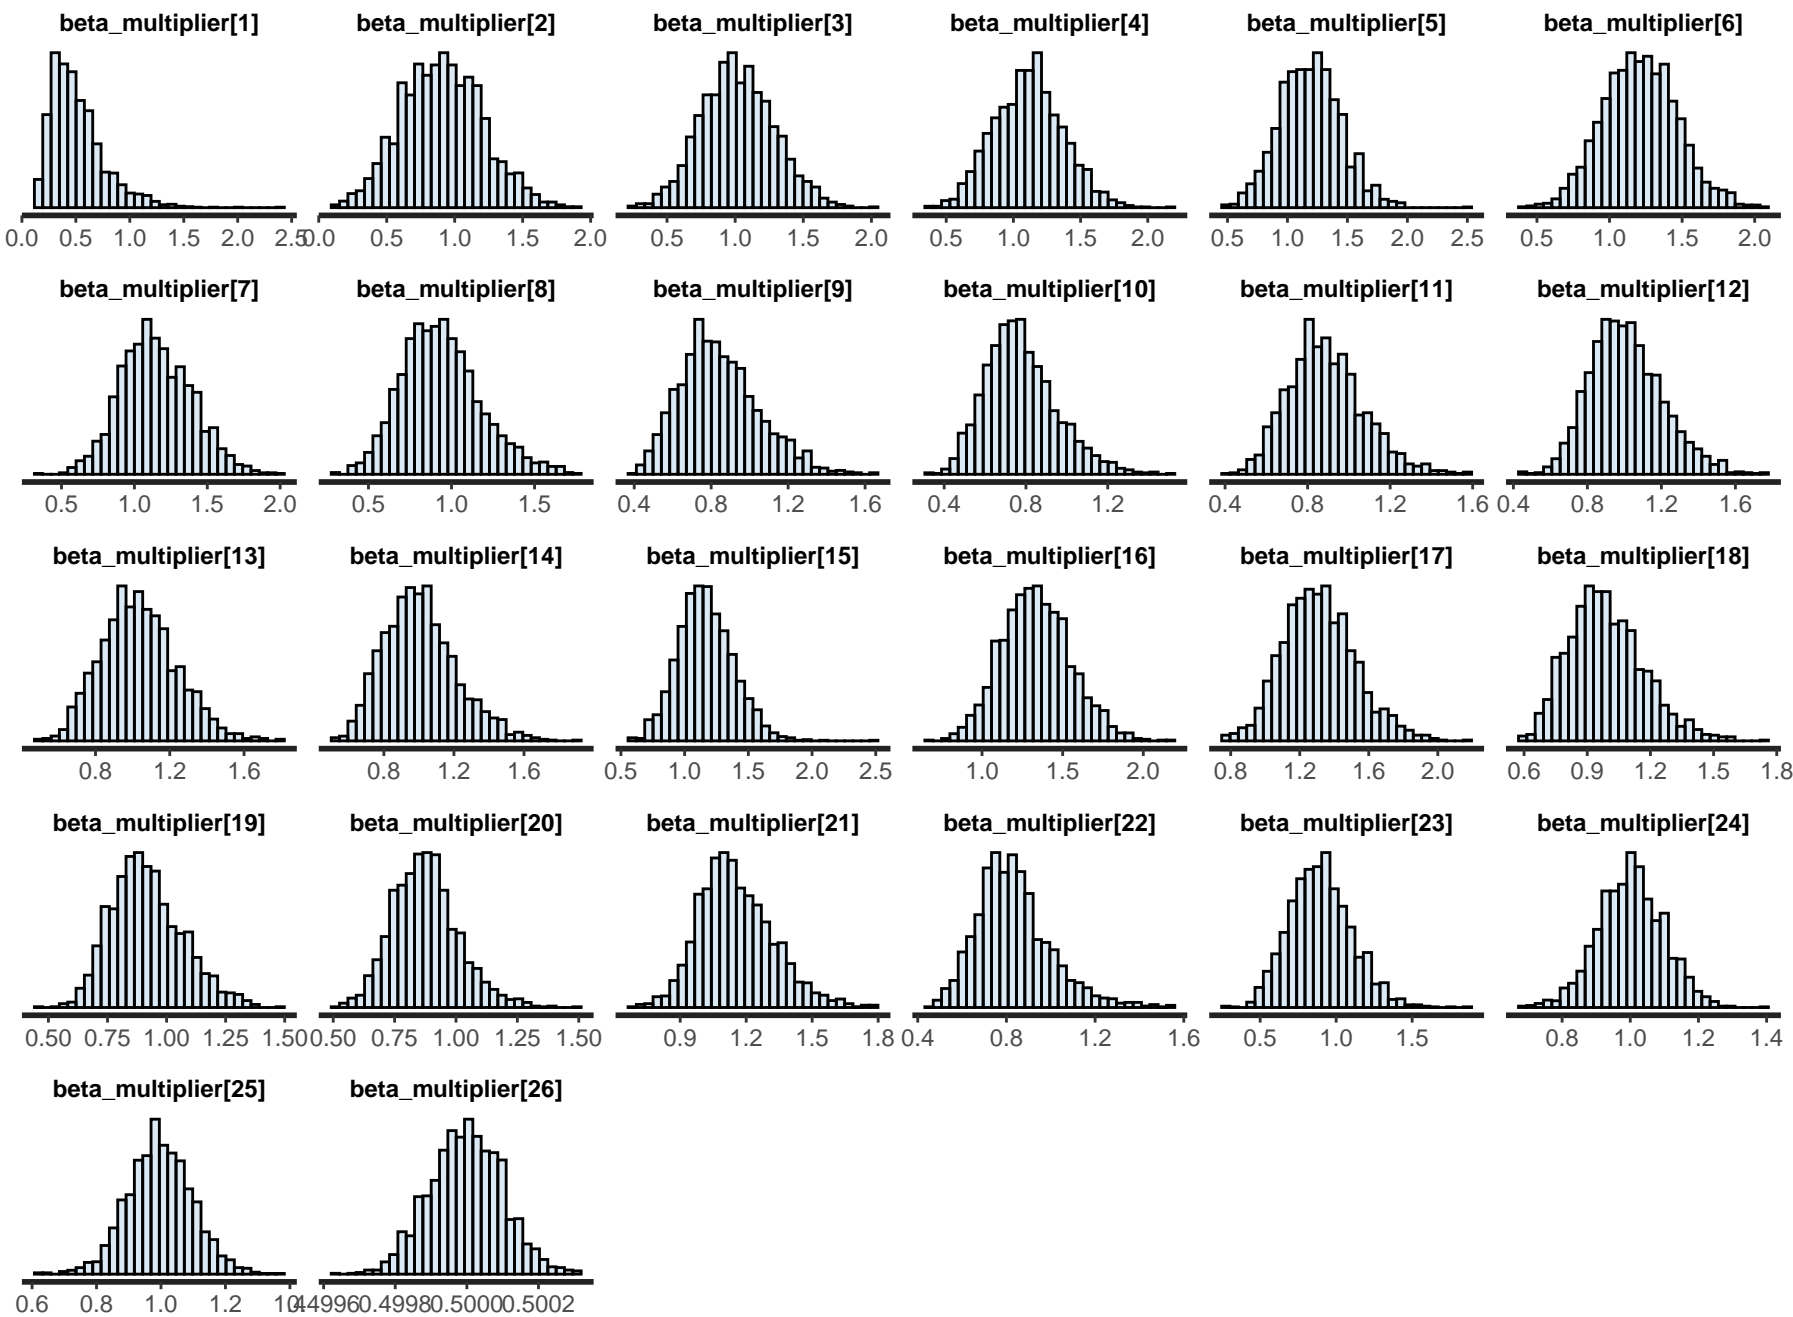 beta_multiplier[1] beta_multiplier[2] beta_multiplier[3] beta_multiplier[4] beta_multiplier[5] beta_multiplier[6]
0.0 0.5 1.0 1.5 2.0 2.5 0.0 0.5 1.0 1.5 2.0 0.5 1.0 1.5 2.0 0.5 1.0 1.5 2.0 0.5 1.0 1.5 2.0 2.5 0.5 1.0 1.5 2.0
beta_multiplier[7] beta_multiplier[8] beta_multiplier[9] beta_multiplier[10] beta_multiplier[11] beta_multiplier[12]
0.5 1.0 1.5 2.0 0.5 1.0 1.5 0.4 0.8 1.2 1.6 0.4 0.8 1.2 0.4 0.8 1.2 1.6 0.4 0.8 1.2 1.6
beta_multiplier[13] beta_multiplier[14] beta_multiplier[15] beta_multiplier[16] beta_multiplier[17] beta_multiplier[18]
0.8 1.2 1.6 0.8 1.2 1.6 0.5 1.0 1.5 2.0 2.5 1.0 1.5 2.0 0.8 1.2 1.6 2.0 0.6 0.9 1.2 1.5 1.8
beta_multiplier[19] beta_multiplier[20] beta_multiplier[21] beta_multiplier[22] beta_multiplier[23] beta_multiplier[24]
0.50 0.75 1.00 1.25 1.50 0.50 0.75 1.00 1.25 1.50 0.9 1.2 1.5 1.8 0.4 0.8 1.2 1.6 0.5 1.0 1.5 0.8 1.0 1.2 1.4
beta_multiplier[25] beta_multiplier[26]
0.6 0.8 1.0 1.2 1.4 0.4996 0.4998 0.5000 0.5002